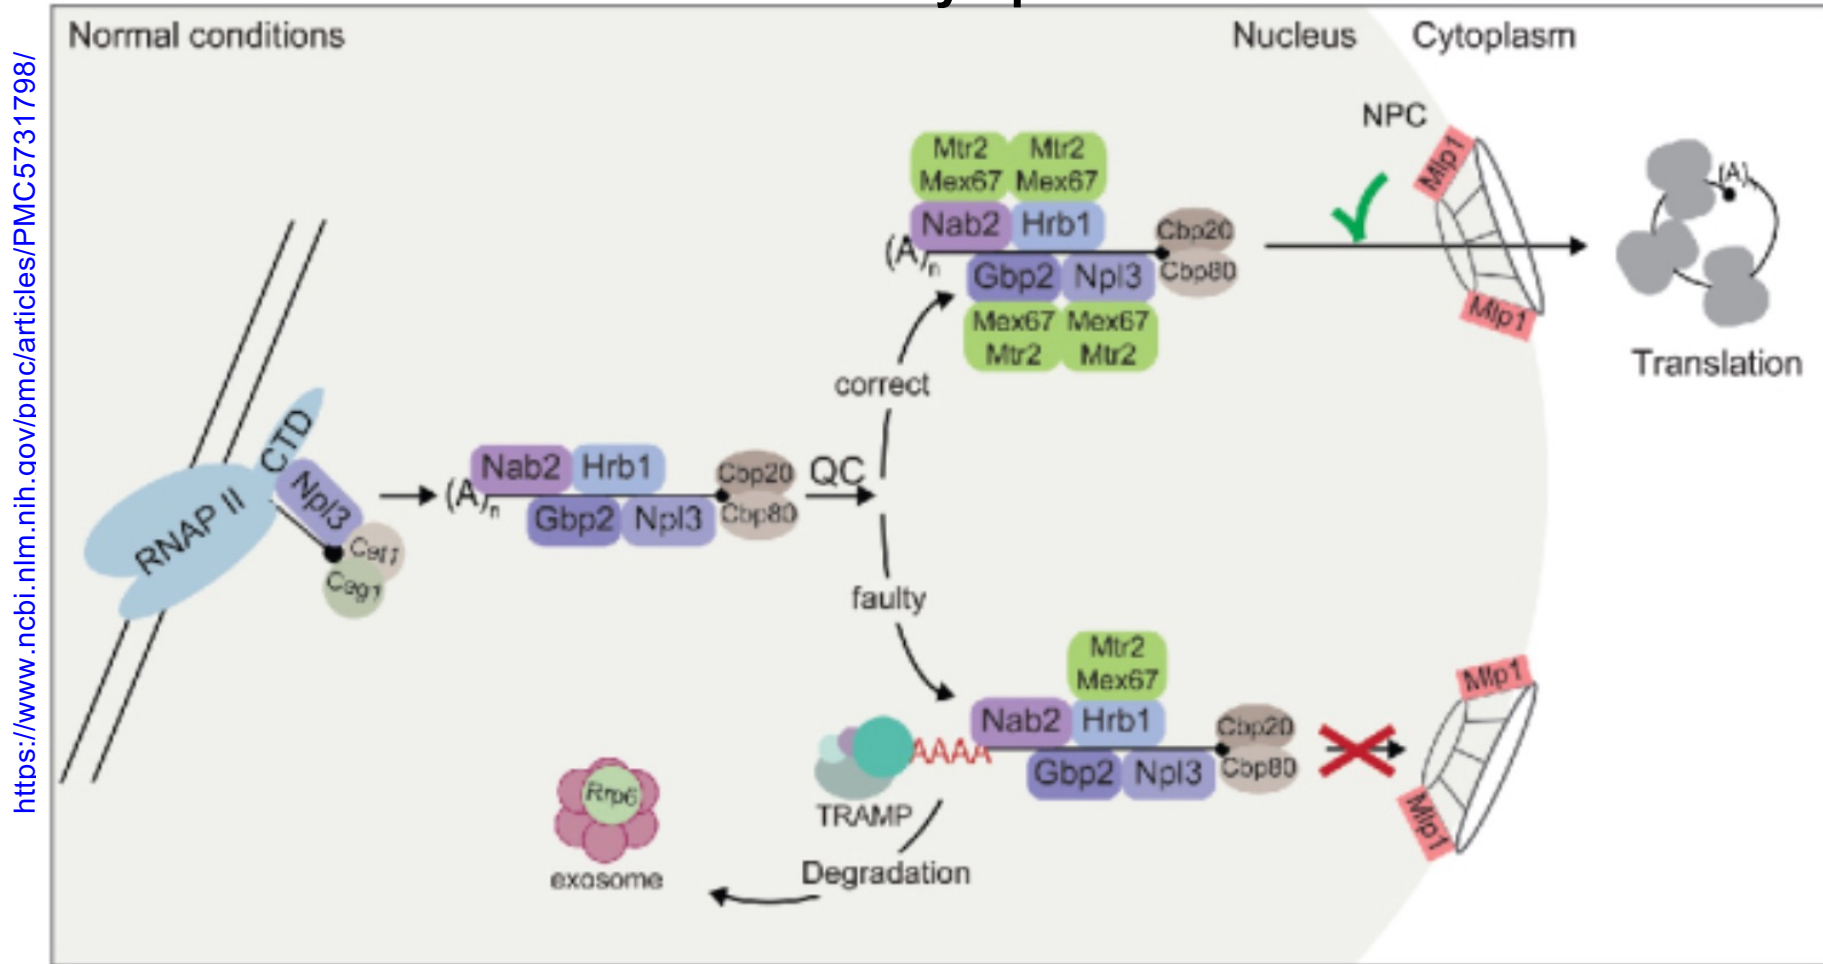 https://www.ncbi.nlm.nih.gov/pmc/articles/PMC5731798/
Normal conditions
Nucleus
Cytoplasm
NPC
Mtr2
Mex67
Mtr2
Mex67
Nab2
Hrb1
(A)n
Gbp2
Npl3
Cbp20
Cbp80
Mex67
Mtr2
Mex67
Mtr2
Mlp1
Mlp1
(A)n
Translation
correct
CTD
RNAP II
Npl3
Cet1
Ceg1
(A)n
Nab2
Hrb1
Gbp2
Npl3
Cbp20
Cbp80
QC
faulty
Mtr2
Mex67
AAAA
Nab2
Hrb1
Gbp2
Npl3
Cbp20
Cbp80
Mlp1
Mlp1
TRAMP
Rrp6
exosome
Degradation